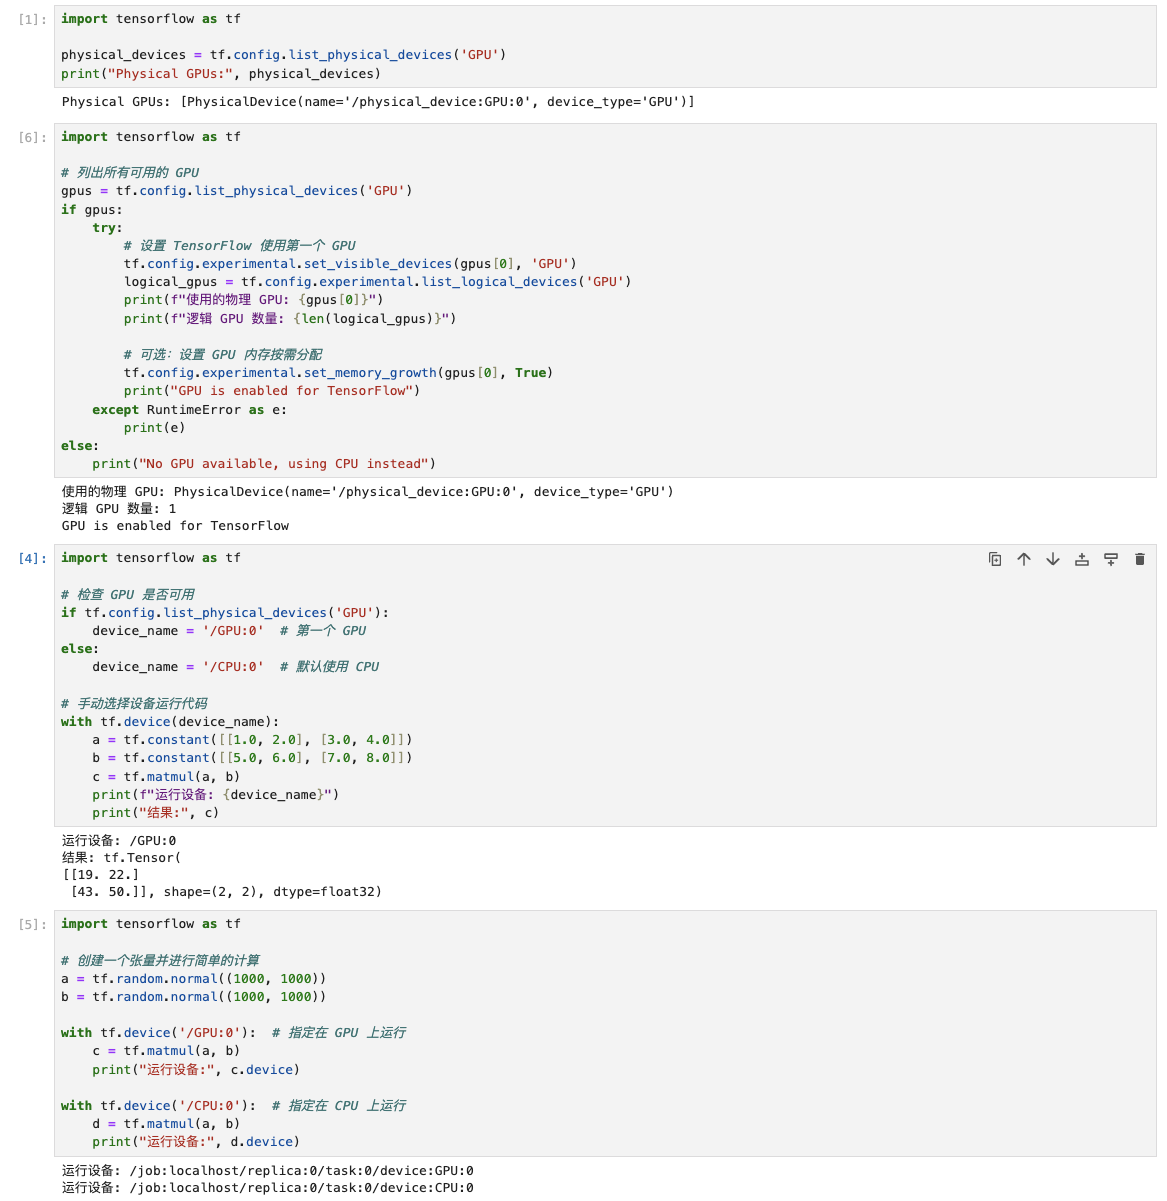 [1]:
import tensorflow as tf
physical_devices = tf.config.list_physical_devices('GPU')
print("Physical GPUs:", physical_devices)
Physical GPUs: [PhysicalDevice(name='/physical_device:GPU:0', device_type='GPU')]
[6]:
import tensorflow as tf
# 列出所有可用的 GPU
gpus = tf.config.list_physical_devices('GPU')
if gpus:
    try:
        # 设置 TensorFlow 使用第一个 GPU
        tf.config.experimental.set_visible_devices(gpus[0], 'GPU')
        logical_gpus = tf.config.experimental.list_logical_devices('GPU')
        print(f"使用的物理 GPU: {gpus[0]}")
        print(f"逻辑 GPU 数量: {len(logical_gpus)}")
        # 可选：设置 GPU 内存按需分配
        tf.config.experimental.set_memory_growth(gpus[0], True)
        print("GPU is enabled for TensorFlow")
    except RuntimeError as e:
        print(e)
else:
    print("No GPU available, using CPU instead")
使用的物理 GPU: PhysicalDevice(name='/physical_device:GPU:0', device_type='GPU')
逻辑 GPU 数量: 1
GPU is enabled for TensorFlow
[4]:
import tensorflow as tf
# 检查 GPU 是否可用
if tf.config.list_physical_devices('GPU'):
    device_name = '/GPU:0'  # 第一个 GPU
else:
    device_name = '/CPU:0'  # 默认使用 CPU
# 手动选择设备运行代码
with tf.device(device_name):
    a = tf.constant([[1.0, 2.0], [3.0, 4.0]])
    b = tf.constant([[5.0, 6.0], [7.0, 8.0]])
    c = tf.matmul(a, b)
    print(f"运行设备: {device_name}")
    print("结果:", c)
运行设备: /GPU:0
结果: tf.Tensor(
[[19. 22.]
 [43. 50.]], shape=(2, 2), dtype=float32)
[5]:
import tensorflow as tf
# 创建一个张量并进行简单的计算
a = tf.random.normal((1000, 1000))
b = tf.random.normal((1000, 1000))
with tf.device('/GPU:0'):  # 指定在 GPU 上运行
    c = tf.matmul(a, b)
    print("运行设备:", c.device)
with tf.device('/CPU:0'):  # 指定在 CPU 上运行
    d = tf.matmul(a, b)
    print("运行设备:", d.device)
运行设备: /job:localhost/replica:0/task:0/device:GPU:0
运行设备: /job:localhost/replica:0/task:0/device:CPU:0